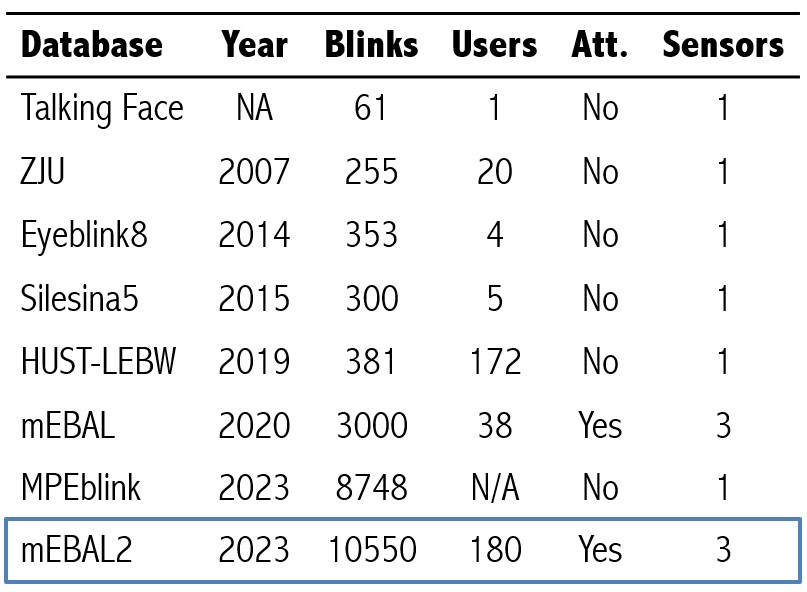 Database Year Blinks Users Att. Sensors
Talking Face NA 61 1 No 1
ZJU 2007 255 20 No 1
Eyeblink8 2014 353 4 No 1
Silesina5 2015 300 5 No 1
HUST-LEBW 2019 381 172 No 1
mEBAL 2020 3000 38 Yes 3
MPEblink 2023 8748 N/A No 1
mEBAL2 2023 10550 180 Yes 3